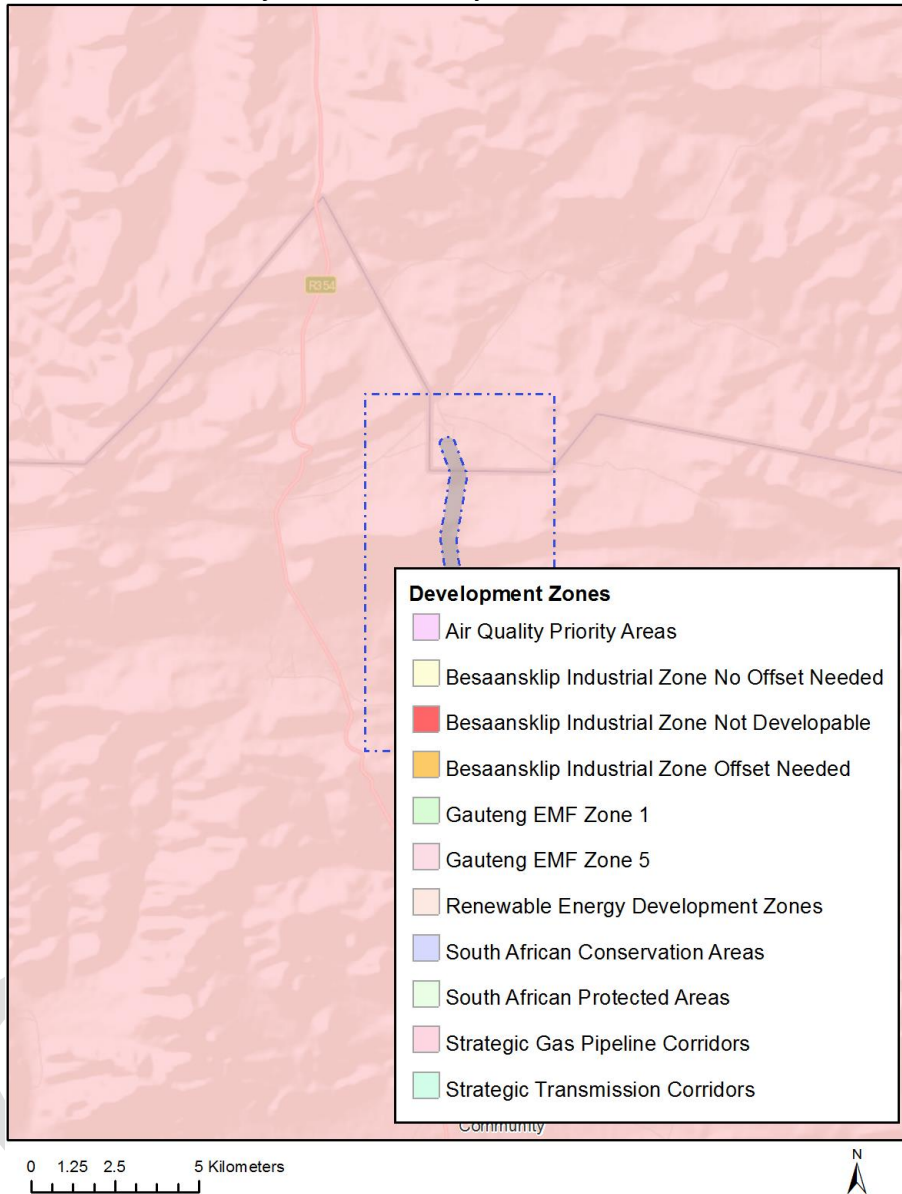 R354
Development Zones
Air Quality Priority Areas
Besaansklip Industrial Zone No Offset Needed
Besaansklip Industrial Zone Not Developable
Besaansklip Industrial Zone Offset Needed
Gauteng EMF Zone 1
Gauteng EMF Zone 5
Renewable Energy Development Zones
South African Conservation Areas
South African Protected Areas
Strategic Gas Pipeline Corridors
Strategic Transmission Corridors
Community
0 1.25 2.5 5 Kilometers
N